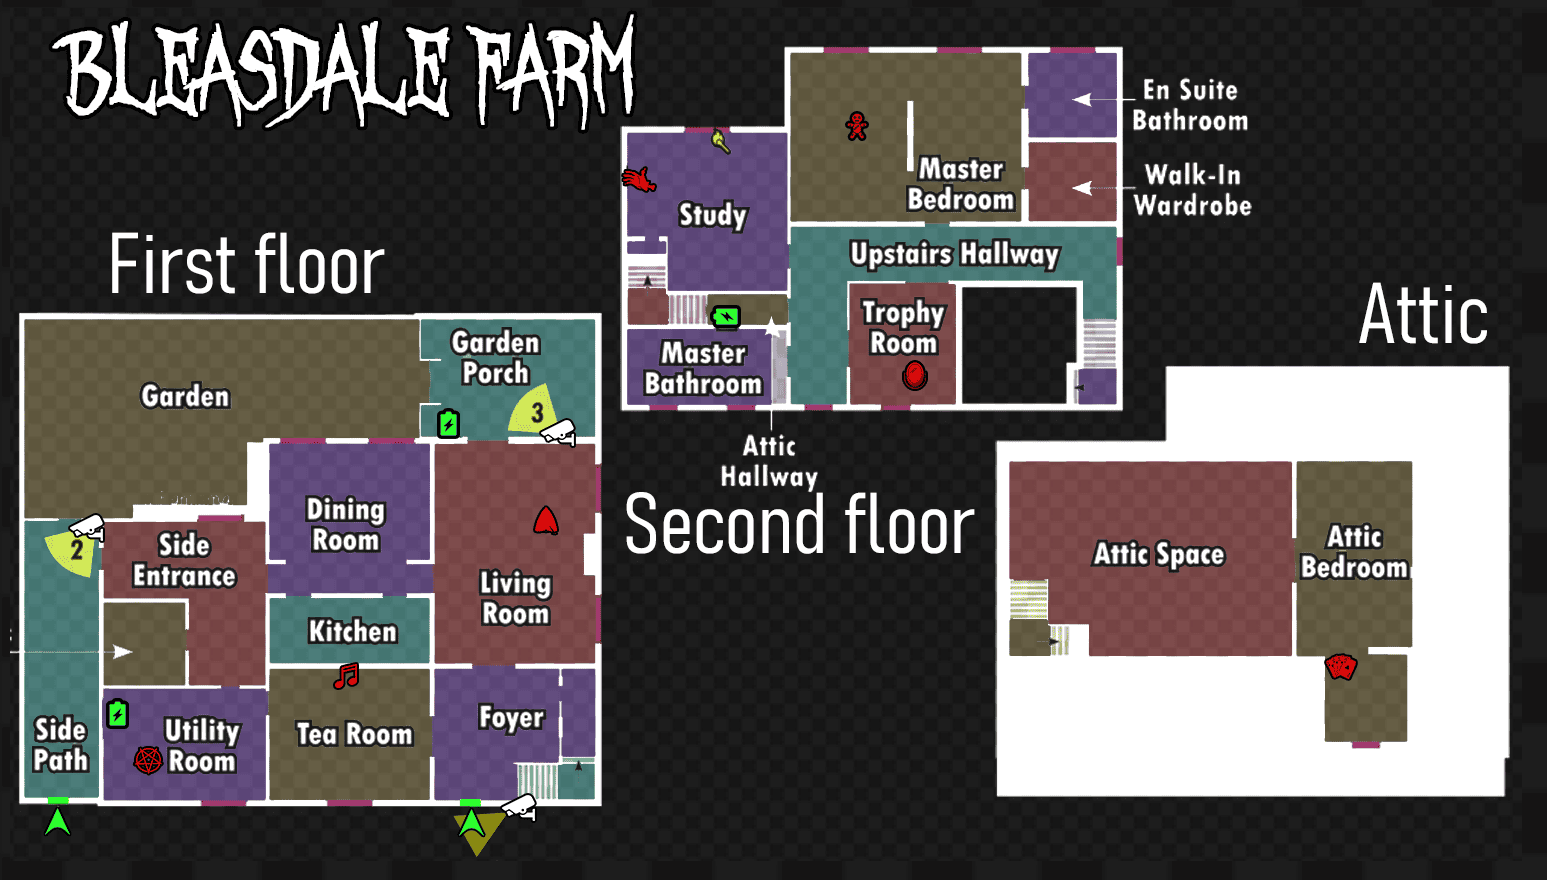 BLEASDALE FARM
First floor
Garden
Garden
Porch
3
Dining
Room
2
Side
Entrance
Living
Room
Kitchen
Side
Path
Utility
Room
Tea Room
Foyer
Second floor
En Suite
Bathroom
Master
Bedroom
Walk-In
Wardrobe
Study
Upstairs Hallway
Trophy
Room
Master
Bathroom
Attic
Hallway
Attic
Attic Space
Attic
Bedroom